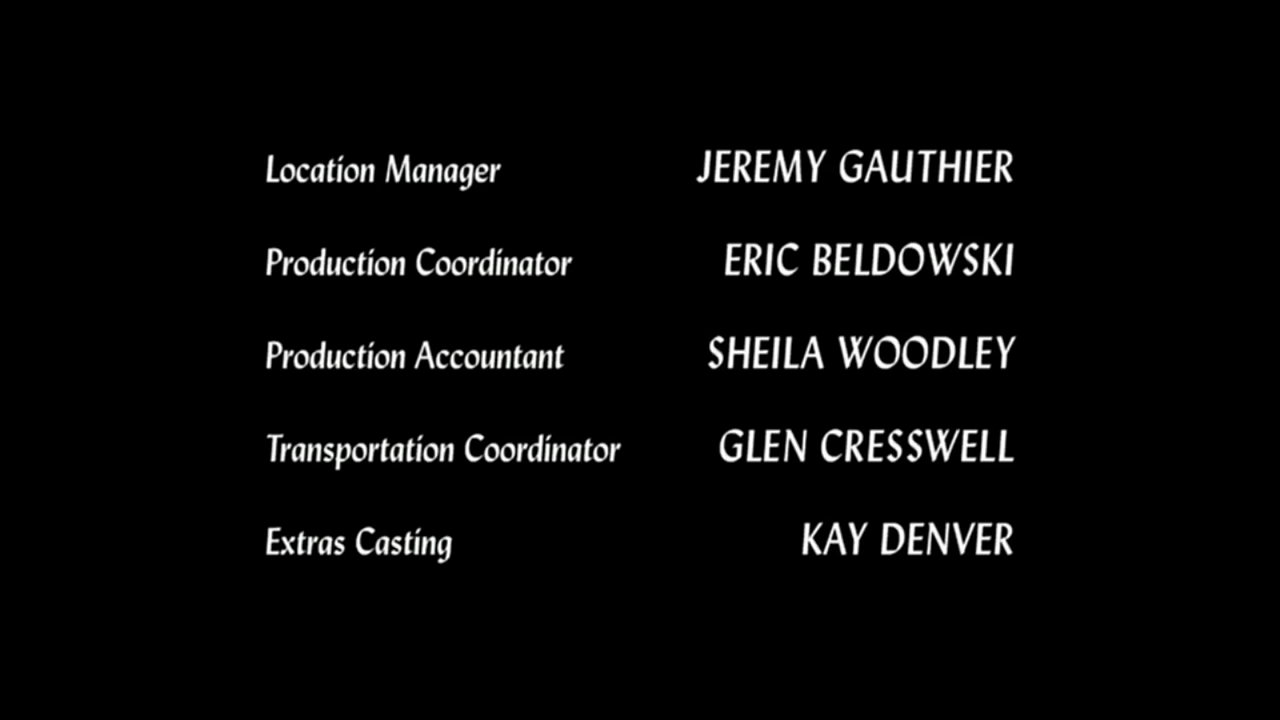 Location Manager JEREMY GAUTHIER
Production Coordinator ERIC BELDOWSKI
Production Accountant SHEILA WOODLEY
Transportation Coordinator GLEN CRESSWELL
Extras Casting KAY DENVER